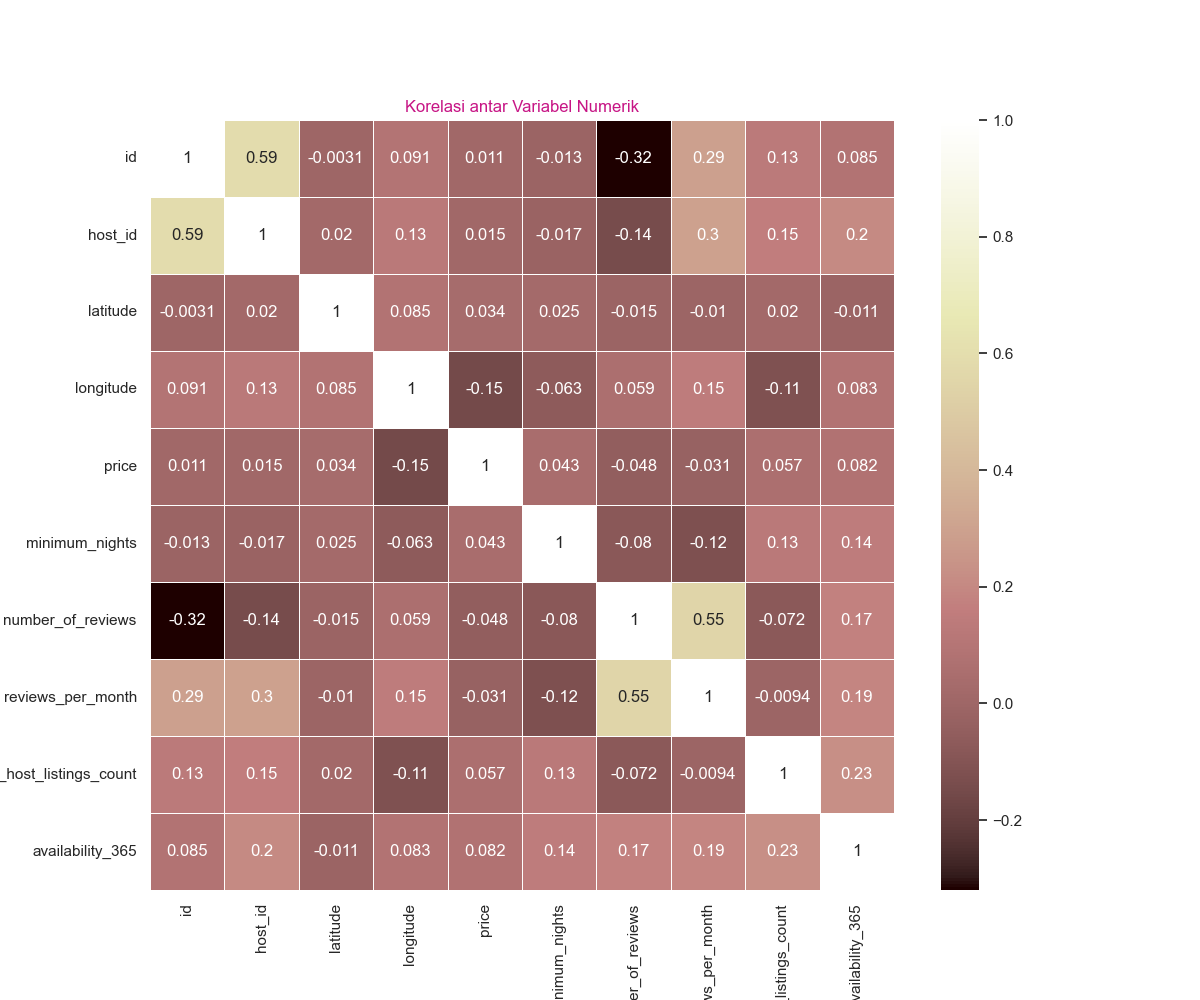 Korelasi antar Variabel Numerik
id 1 0.59 -0.0031 0.091 0.011 -0.013 -0.32 0.29 0.13 0.085
host_id 0.59 1 0.02 0.13 0.015 -0.017 -0.14 0.3 0.15 0.2
latitude -0.0031 0.02 1 0.085 0.034 0.025 -0.015 -0.01 0.02 -0.011
longitude 0.091 0.13 0.085 1 -0.15 -0.063 0.059 0.15 -0.11 0.083
price 0.011 0.015 0.034 -0.15 1 0.043 -0.048 -0.031 0.057 0.082
minimum_nights -0.013 -0.017 0.025 -0.063 0.043 1 -0.08 -0.12 0.13 0.14
number_of_reviews -0.32 -0.14 -0.015 0.059 -0.048 -0.08 1 0.55 -0.072 0.17
reviews_per_month 0.29 0.3 -0.01 0.15 -0.031 -0.12 0.55 1 -0.0094 0.19
_host_listings_count 0.13 0.15 0.02 -0.11 0.057 0.13 -0.072 -0.0094 1 0.23
availability_365 0.085 0.2 -0.011 0.083 0.082 0.14 0.17 0.19 0.23 1
id
host_id
latitude
longitude
price
nimum_nights
er_of_reviews
ws_per_month
_listings_count
vailability_365
1.0
0.8
0.6
0.4
0.2
0.0
−0.2